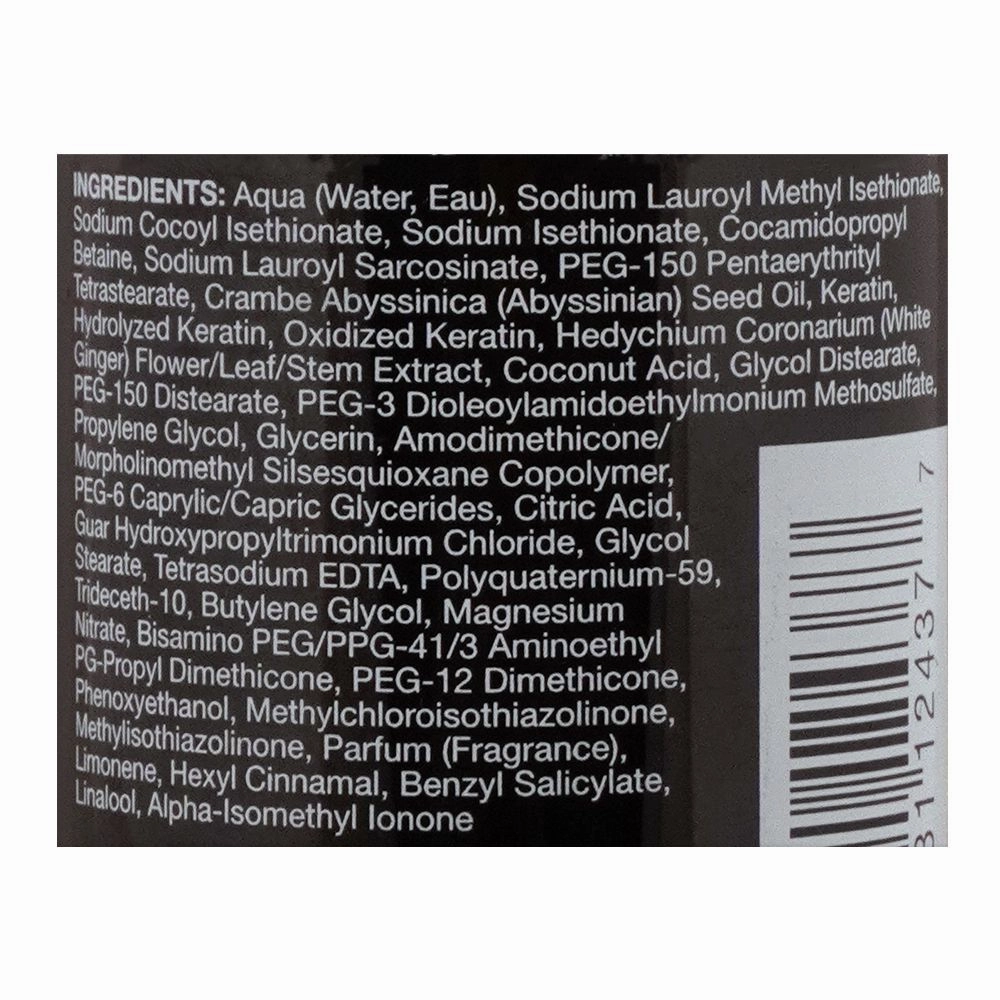 INGREDIENTS: Aqua (Water, Eau), Sodium Lauroyl Methyl Isethionate,
Sodium Cocoyl Isethionate, Sodium Isethionate, Cocamidopropyl
Betaine, Sodium Lauroyl Sarcosinate, PEG-150 Pentaerythrityl
Tetrastearate, Crambe Abyssinica (Abyssinian) Seed Oil, Keratin,
Hydrolyzed Keratin, Oxidized Keratin, Hedychium Coronarium (White
Ginger) Flower/Leaf/Stem Extract, Coconut Acid, Glycol Distearate,
PEG-150 Distearate, PEG-3 Dioleoylamidoethylmonium Methosulfate,
Propylene Glycol, Glycerin, Amodimethicone/
Morpholinomethyl Silsesquioxane Copolymer,
PEG-6 Caprylic/Capric Glycerides, Citric Acid,
Guar Hydroxypropyltrimonium Chloride, Glycol
Stearate, Tetrasodium EDTA, Polyquaternium-59,
Trideceth-10, Butylene Glycol, Magnesium
Nitrate, Bisamino PEG/PPG-41/3 Aminoethyl
PG-Propyl Dimethicone, PEG-12 Dimethicone,
Phenoxyethanol, Methylchloroisothiazolinone,
Methylisothiazolinone, Parfum (Fragrance),
Limonene, Hexyl Cinnamal, Benzyl Salicylate,
Linalool, Alpha-Isomethyl Ionone
3112437 7